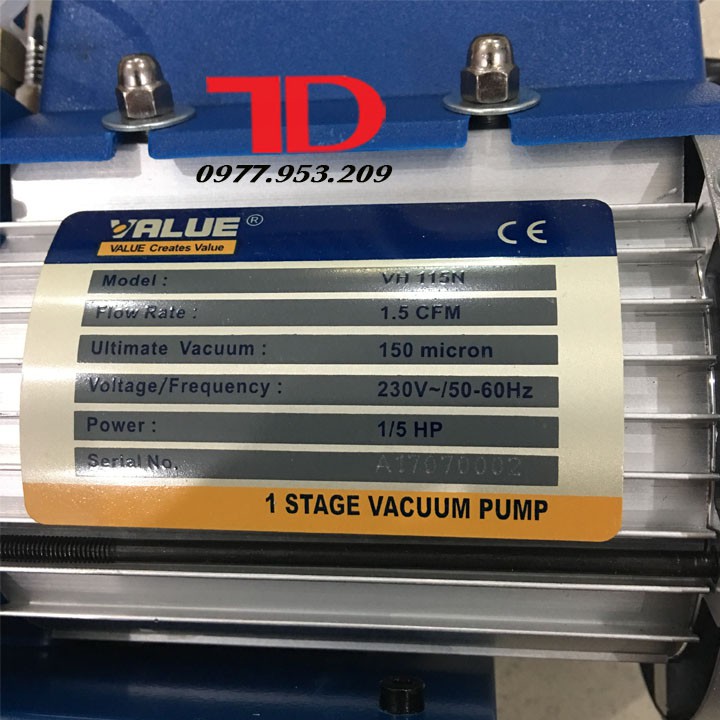 TD
0977.953.209
VALUE ®
VALUE Creates Value
CE
Model : VH 115N
Flow Rate : 1.5 CFM
Ultimate Vacuum : 150 micron
Voltage/Frequency : 230V~/50-60Hz
Power : 1/5 HP
Serial No. A17070002
1 STAGE VACUUM PUMP